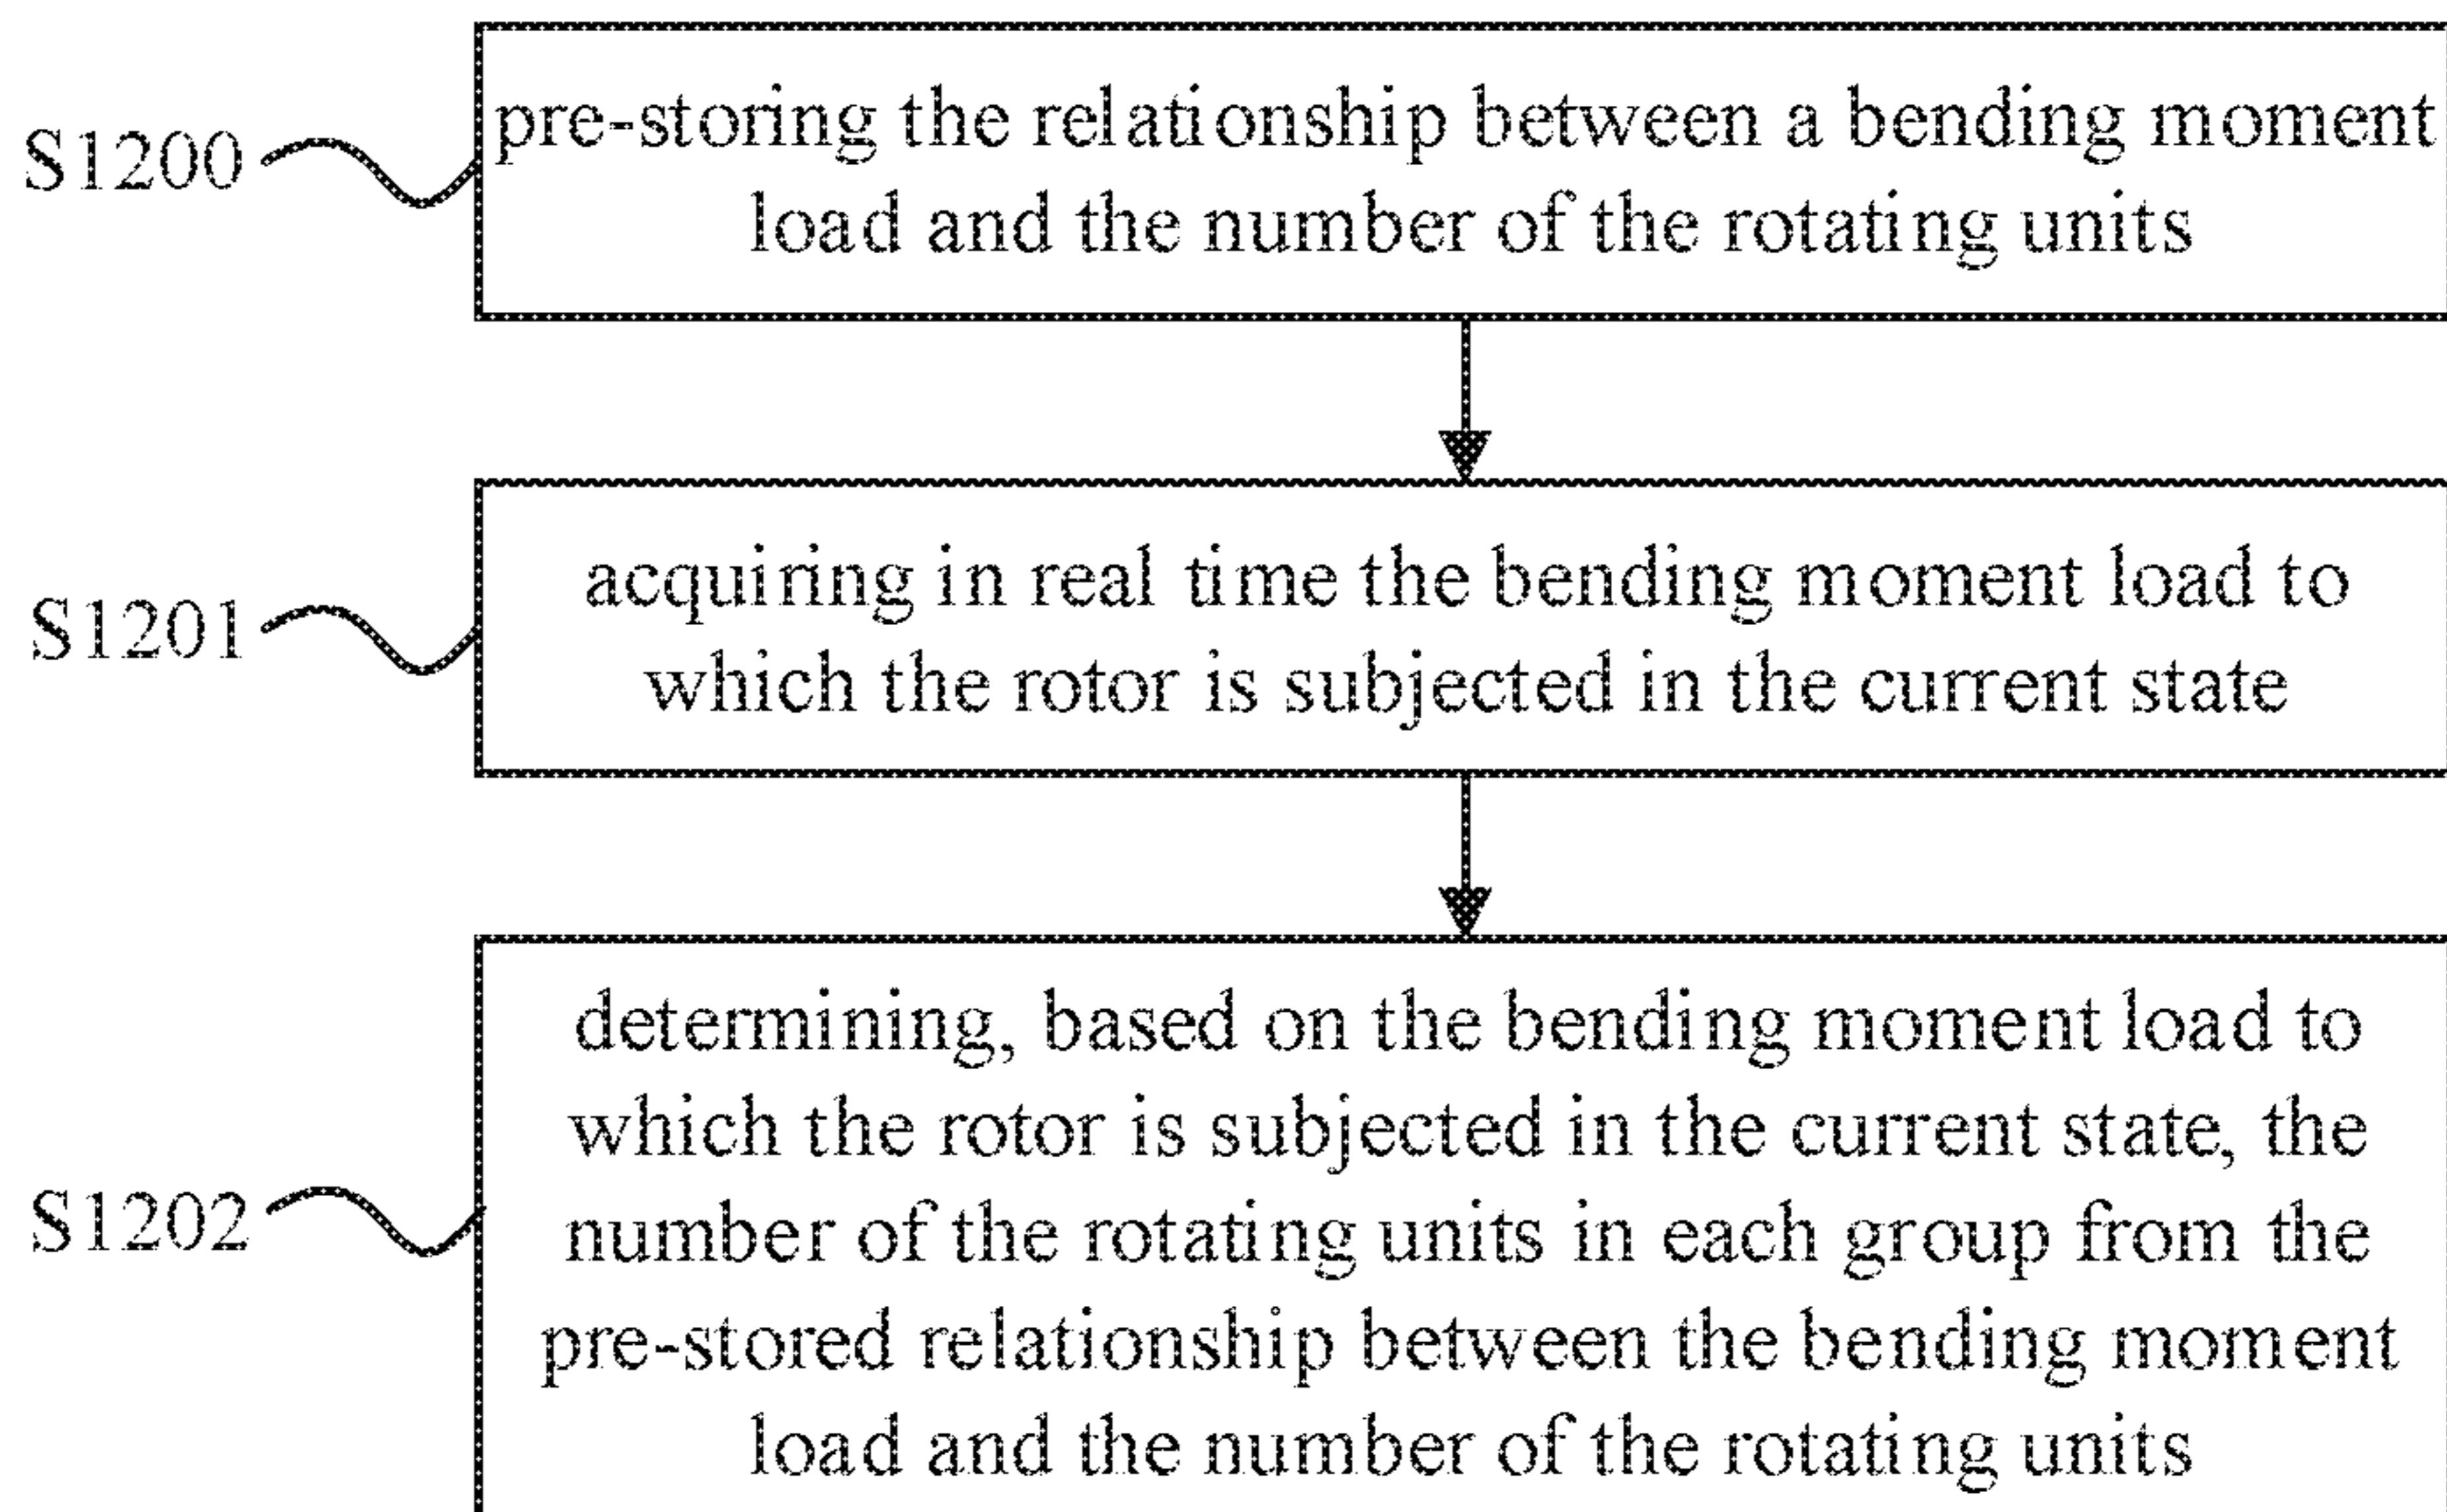 S1200
pre-storing the relationship between a bending moment
load and the number of the rotating units
S1201
acquiring in real time the bending moment load to
which the rotor is subjected in the current state
S1202
determining, based on the bending moment load to
which the rotor is subjected in the current state, the
number of the rotating units in each group from the
pre-stored relationship between the bending moment
load and the number of the rotating units